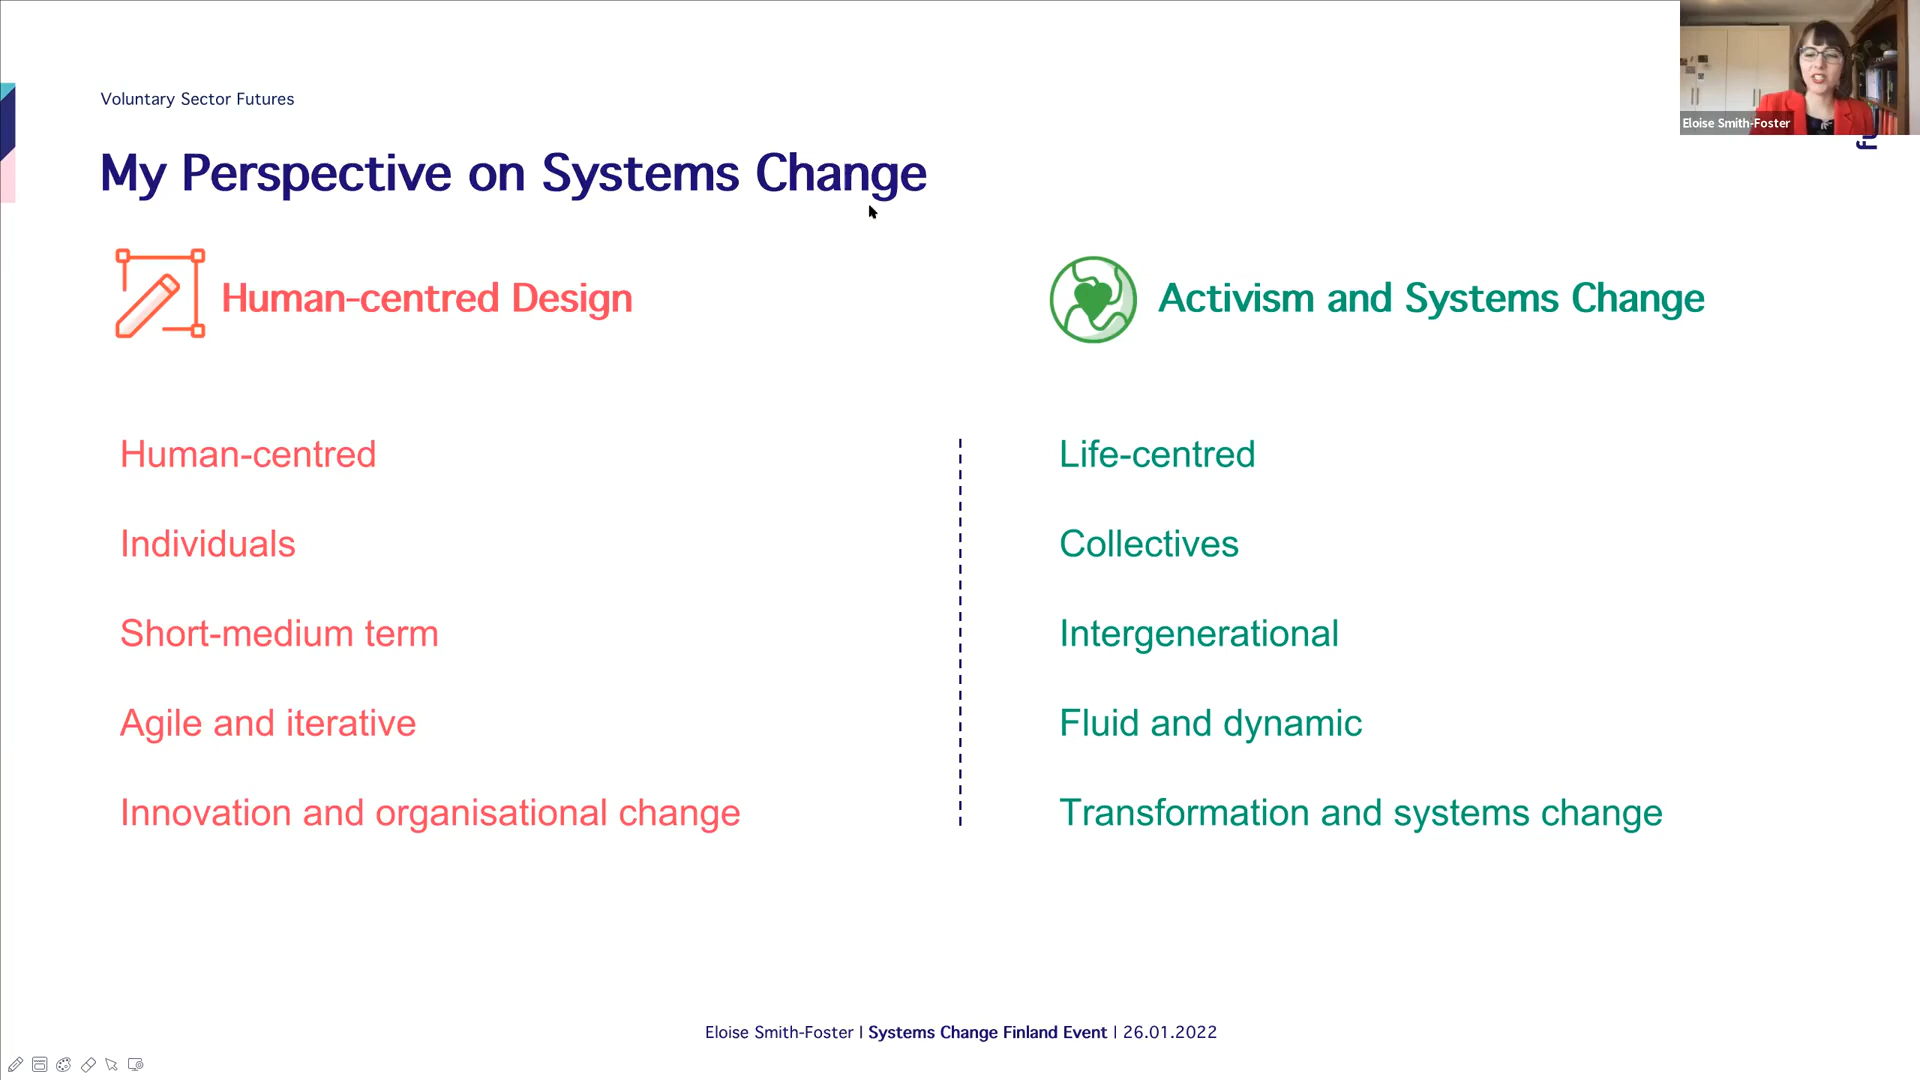 Voluntary Sector Futures
My Perspective on Systems Change
Eloise Smith-Foster
Human-centred Design
Activism and Systems Change
Human-centred
Individuals
Short-medium term
Agile and iterative
Innovation and organisational change
Life-centred
Collectives
Intergenerational
Fluid and dynamic
Transformation and systems change
Eloise Smith-Foster | Systems Change Finland Event | 26.01.2022